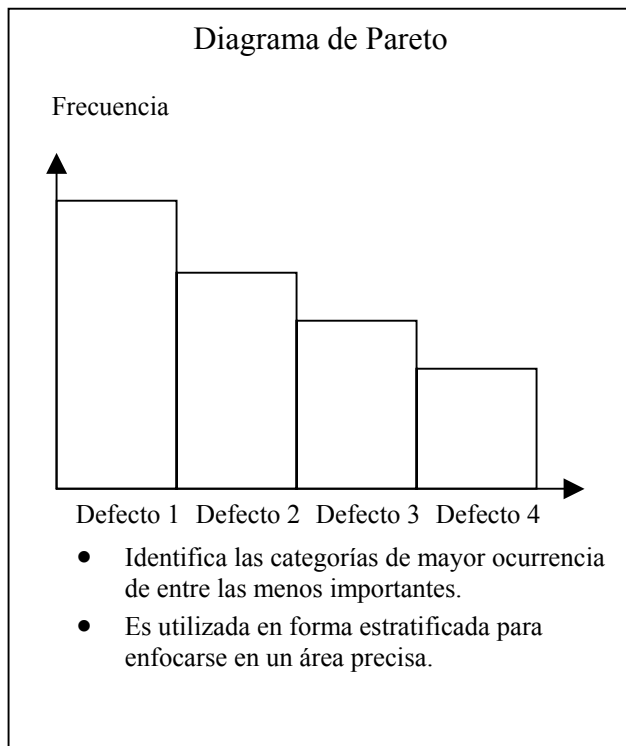 Diagrama de Pareto
Frecuencia
Defecto 1 Defecto 2 Defecto 3 Defecto 4
● Identifica las categorías de mayor ocurrencia
de entre las menos importantes.
● Es utilizada en forma estratificada para
enfocarse en un área precisa.